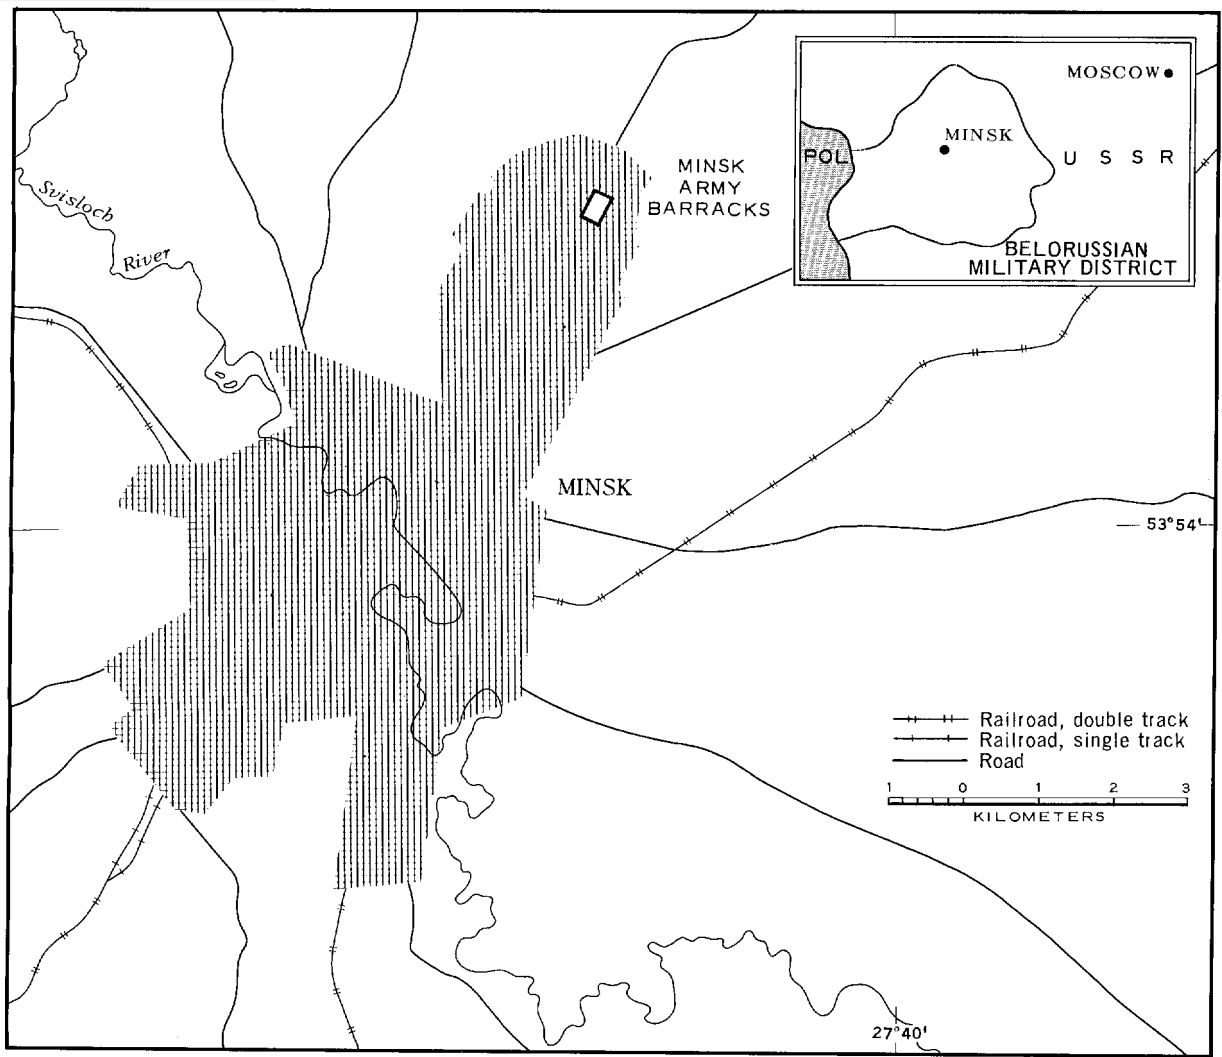 MOSCOW
MINSK
POL
U S S R
BELORUSSIAN
MILITARY DISTRICT
MINSK
ARMY
BARRACKS
Svisloch
River
MINSK
53°54'
Railroad, double track
Railroad, single track
Road
1 0 1 2 3
KILOMETERS
27°40'